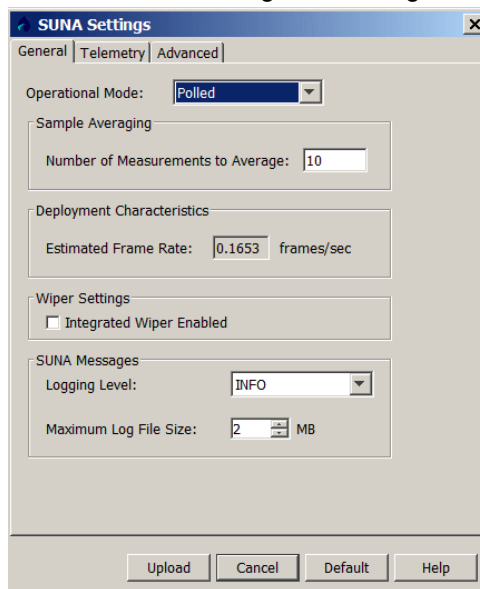 SUNA Settings
General Telemetry Advanced
Operational Mode: Polled
Sample Averaging
Number of Measurements to Average: 10
Deployment Characteristics
Estimated Frame Rate: 0.1653 frames/sec
Wiper Settings
Integrated Wiper Enabled
SUNA Messages
Logging Level: INFO
Maximum Log File Size: 2 MB
Upload Cancel Default Help